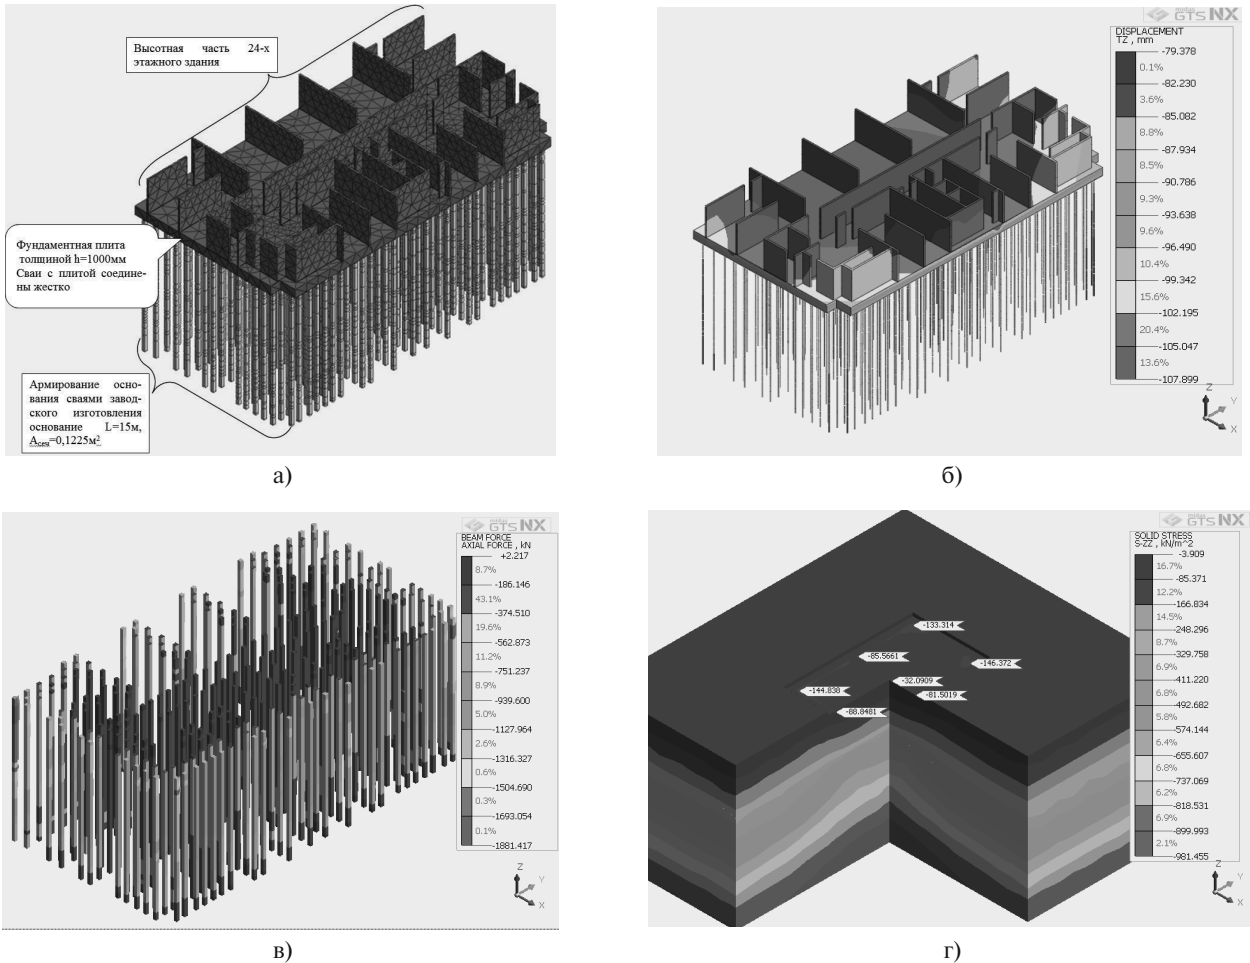 Высотная часть 24-х
этажного здания
Фундаментная плита
толщиной h=1000мм
Сваи с плитой соедине-
ны жестко
Армирование осно-
вания сваями завод-
ского изготовления
основание L=15м,
Aсеч=0,1225м²
а)
midas
GTS NX
DISPLACEMENT
TZ , mm
-79.378
0.1%
-82.230
3.6%
-85.082
8.8%
-87.934
8.5%
-90.786
9.3%
-93.638
9.6%
-96.490
10.4%
-99.342
15.6%
-102.195
20.4%
-105.047
13.6%
-107.899
Z
Y
X
б)
midas
GTS NX
BEAM FORCE
AXIAL FORCE , kN
+2.217
8.7%
-186.146
43.1%
-374.510
19.6%
-562.873
11.2%
-751.237
8.9%
-939.600
5.0%
-1127.964
2.6%
-1316.327
0.6%
-1504.690
0.3%
-1693.054
0.1%
-1881.417
Z
Y
X
в)
midas
GTS NX
SOLID STRESS
S-ZZ , kN/m^2
-3.909
16.7%
-85.371
12.2%
-166.834
14.5%
-248.296
8.7%
-329.758
6.9%
-411.220
6.8%
-492.682
5.8%
-574.144
6.4%
-655.607
6.8%
-737.069
6.2%
-818.531
6.9%
-899.993
2.1%
-981.455
-133.314
-85.5661
-146.372
-32.0909
-144.838
-81.5019
-88.8481
Z
Y
X
г)